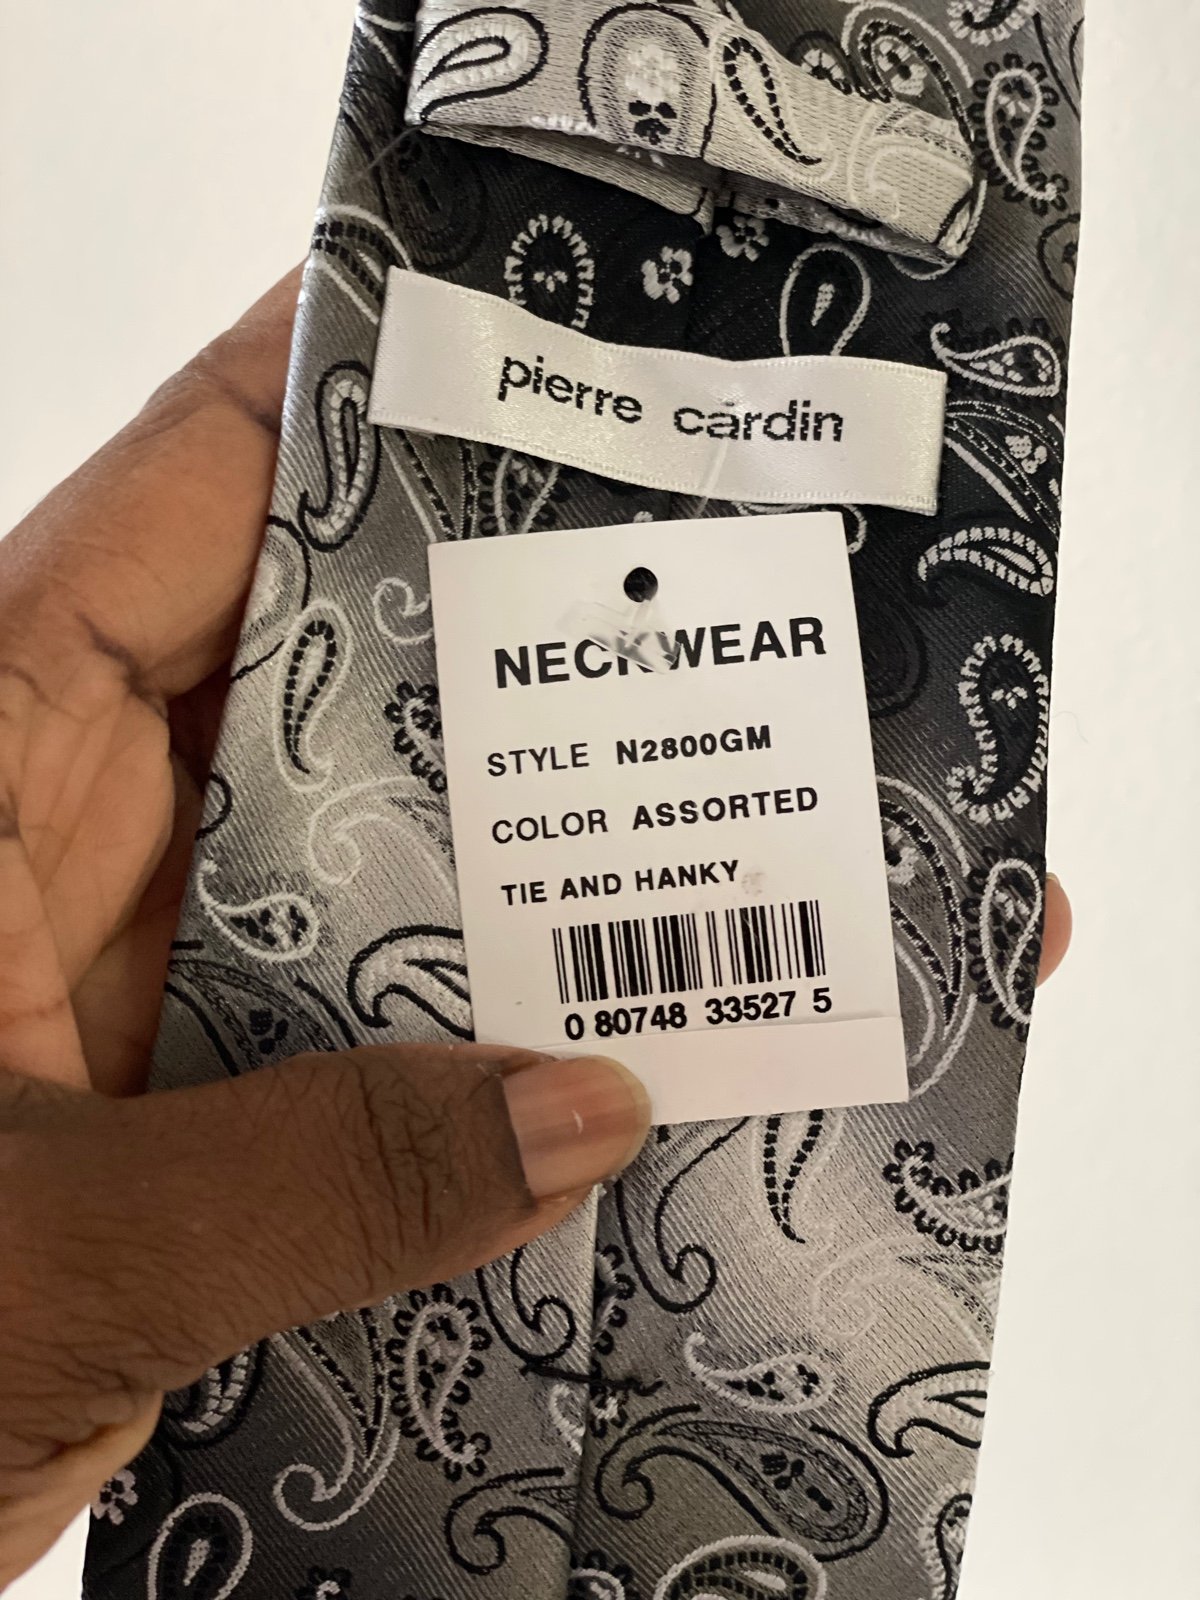 pierre cardin
NECKWEAR
STYLE N2800GM
COLOR ASSORTED
TIE AND HANKY
0 80748 33527 5